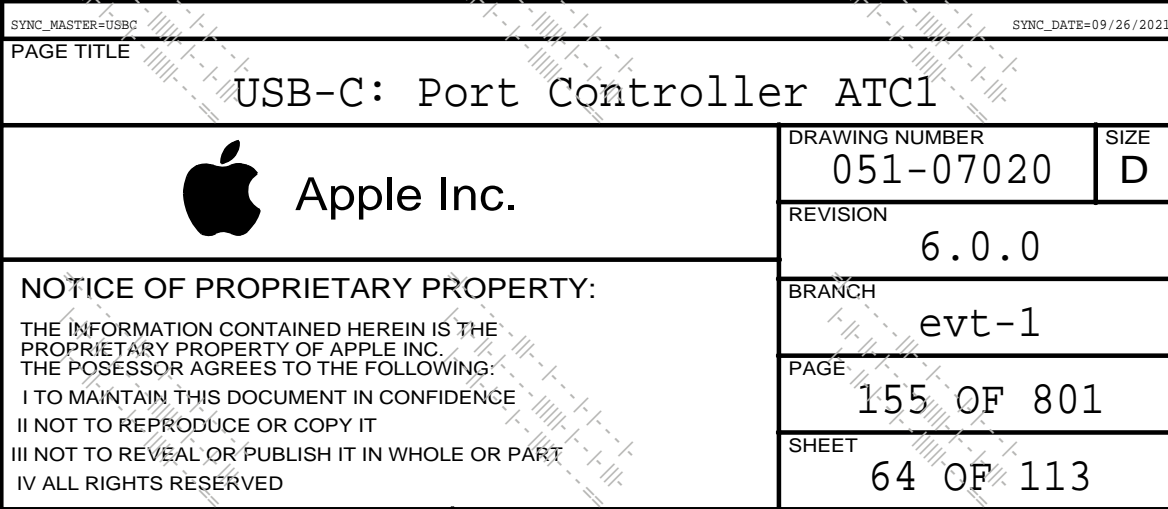 SYNC_MASTER=USBC SYNC_DATE=09/26/2021
PAGE TITLE
USB-C: Port Controller ATC1
Apple Inc.
DRAWING NUMBER
051-07020
SIZE
D
REVISION
6.0.0
NOTICE OF PROPRIETARY PROPERTY:
THE INFORMATION CONTAINED HEREIN IS THE
PROPRIETARY PROPERTY OF APPLE INC.
THE POSESSOR AGREES TO THE FOLLOWING:
I TO MAINTAIN THIS DOCUMENT IN CONFIDENCE
II NOT TO REPRODUCE OR COPY IT
III NOT TO REVEAL OR PUBLISH IT IN WHOLE OR PART
IV ALL RIGHTS RESERVED
BRANCH
evt-1
PAGE
155 OF 801
SHEET
64 OF 113